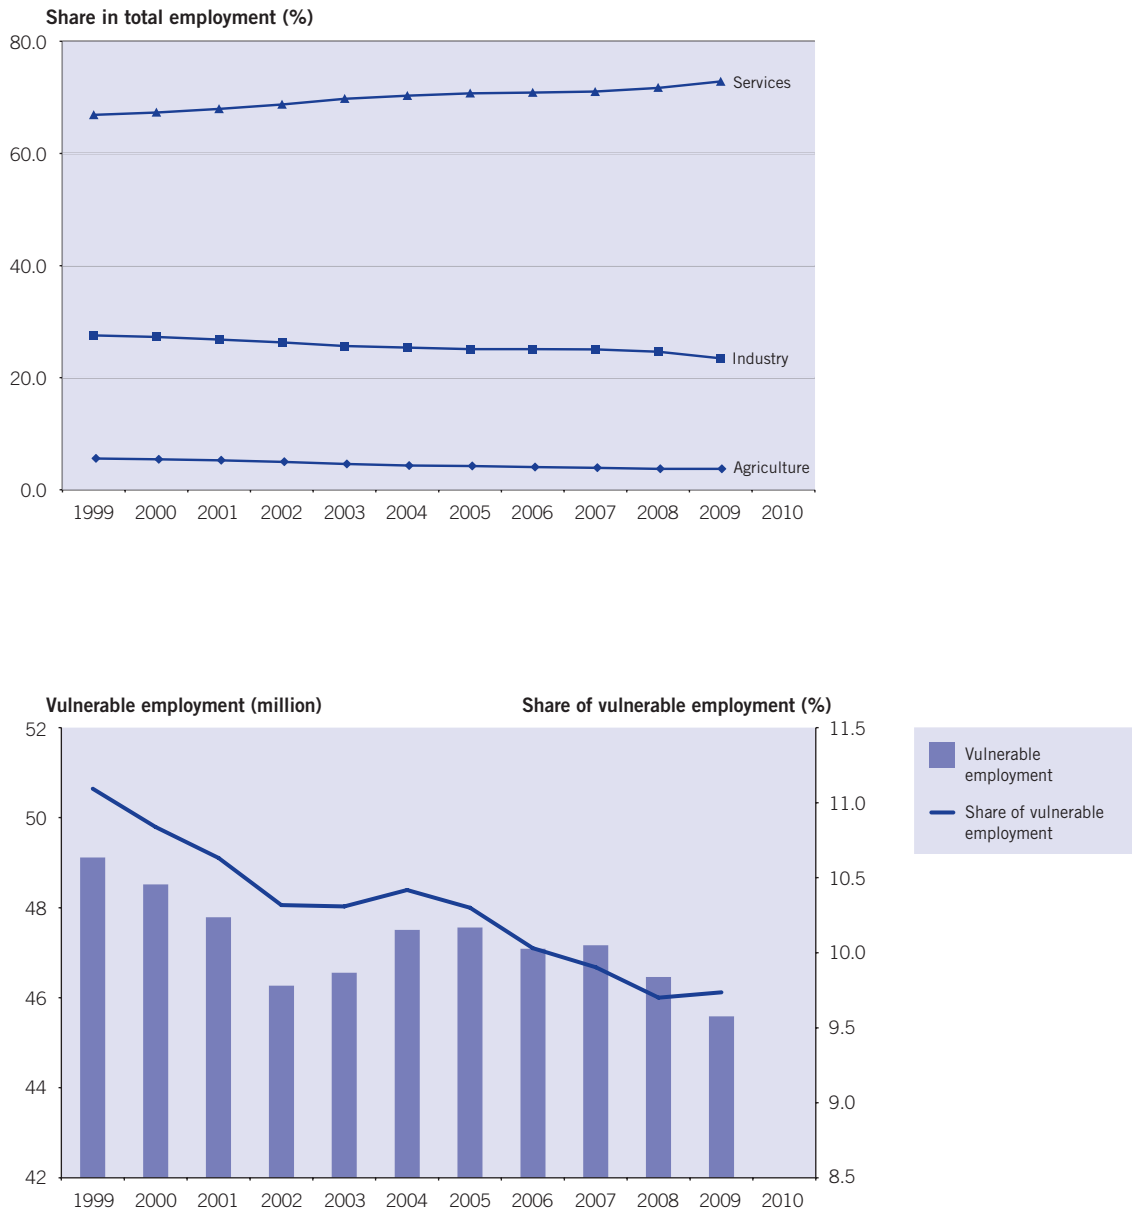 Share in total employment (%)
80.0
60.0
40.0
20.0
0.0
Services
Industry
Agriculture
1999 2000 2001 2002 2003 2004 2005 2006 2007 2008 2009 2010
Vulnerable employment (million) Share of vulnerable employment (%)
52 11.5
50 11.0
48 10.5
46 10.0
44 9.5
42 9.0
8.5
1999 2000 2001 2002 2003 2004 2005 2006 2007 2008 2009 2010
Vulnerable
employment
Share of vulnerable
employment